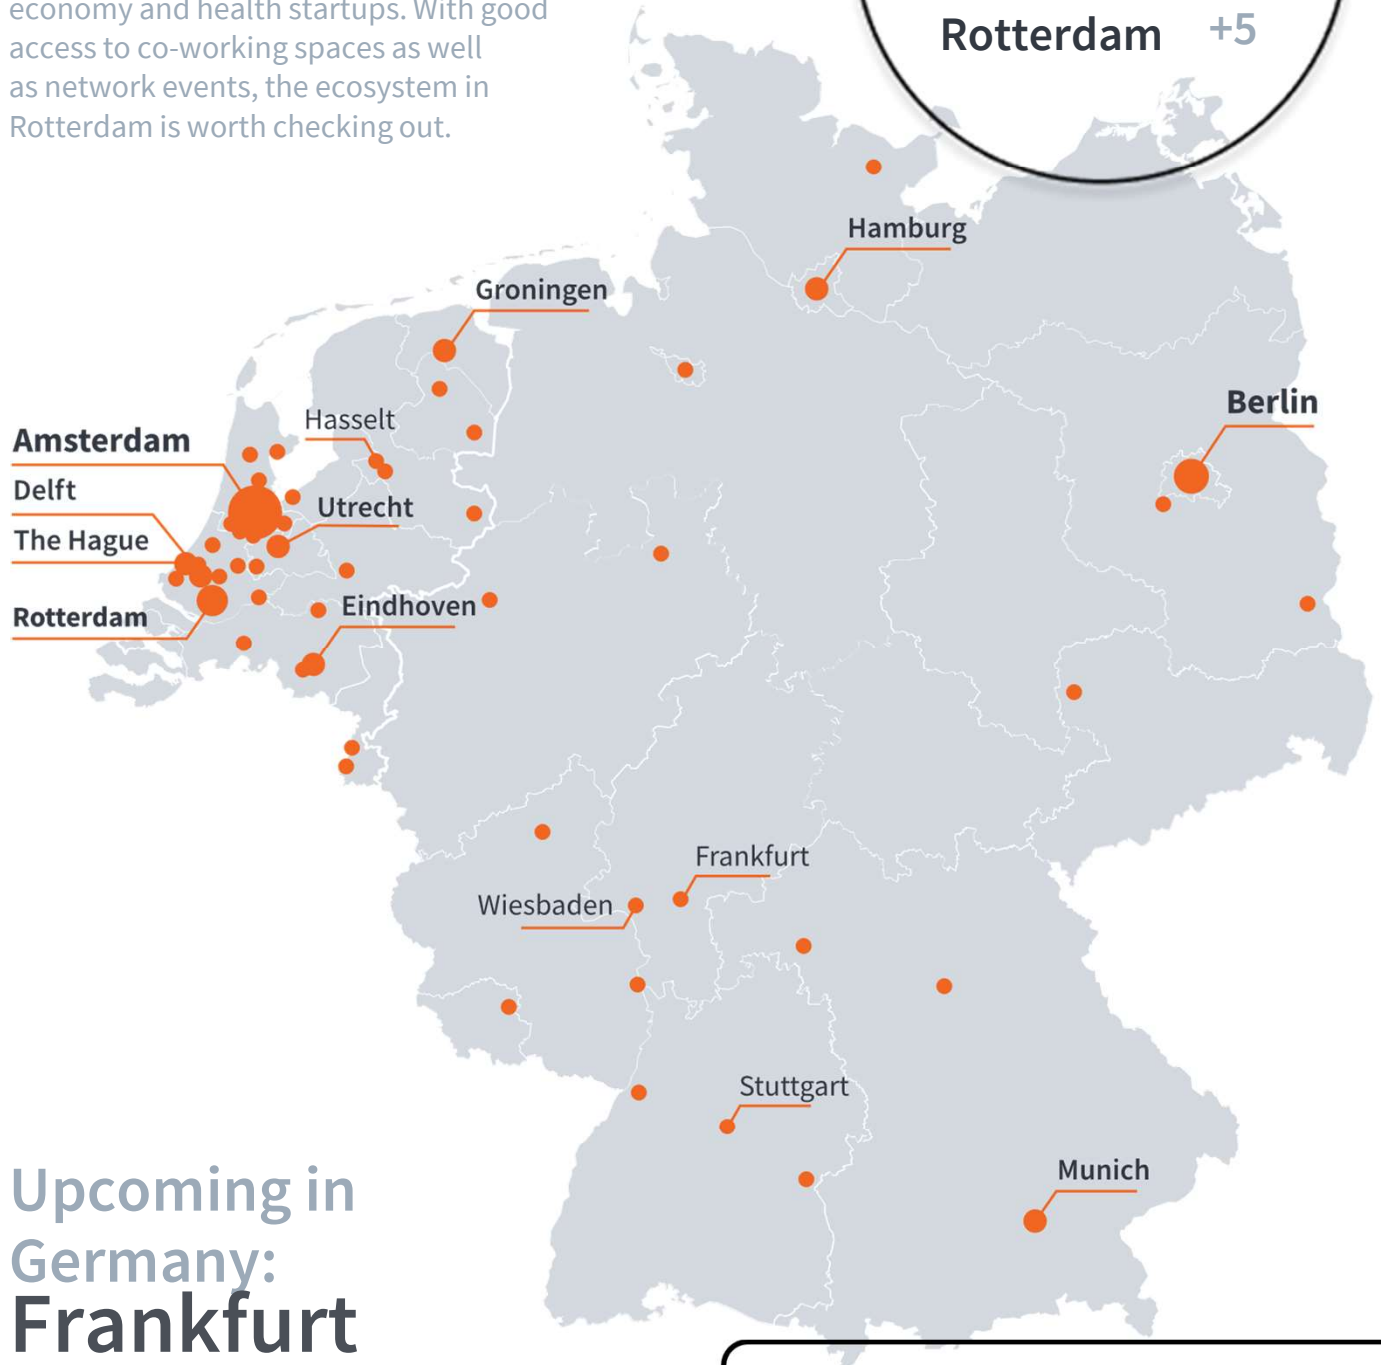 economy and health startups. With good
access to co-working spaces as well
as network events, the ecosystem in
Rotterdam is worth checking out.
Rotterdam +5
Hamburg
Groningen
Berlin
Hasselt
Amsterdam
Delft
Utrecht
The Hague
Eindhoven
Rotterdam
Frankfurt
Wiesbaden
Stuttgart
Munich
Upcoming in
Germany:
Frankfurt